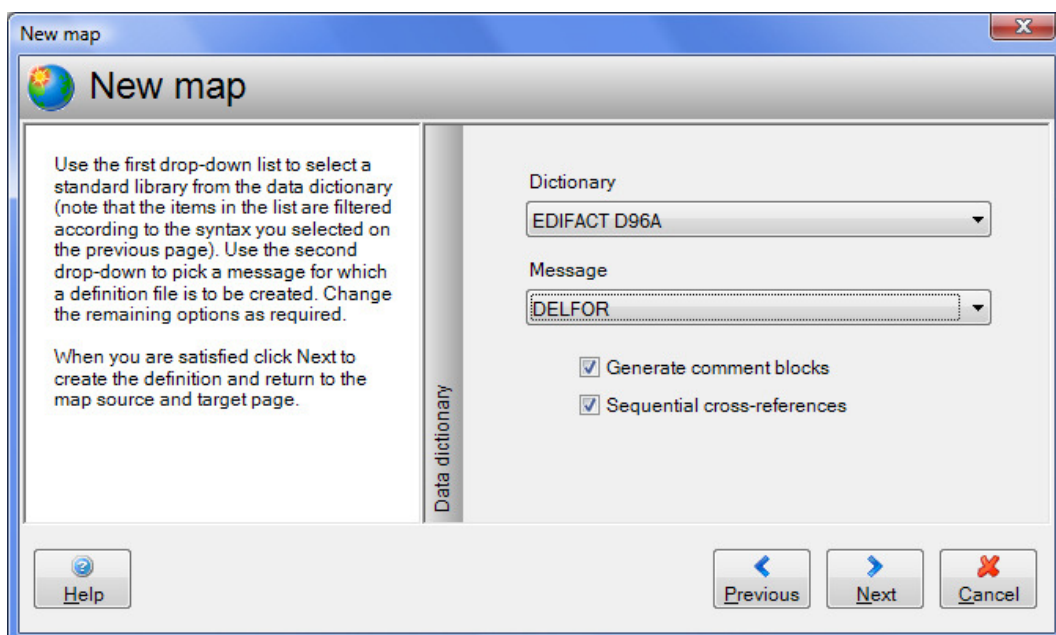 New map
New map
Use the first drop-down list to select a
standard library from the data dictionary
(note that the items in the list are filtered
according to the syntax you selected on
the previous page). Use the second
drop-down to pick a message for which
a definition file is to be created. Change
the remaining options as required.
When you are satisfied click Next to
create the definition and return to the
map source and target page.
Data dictionary
Dictionary
EDIFACT D96A
Message
DELFOR
Generate comment blocks
Sequential cross-references
Help
Previous
Next
Cancel